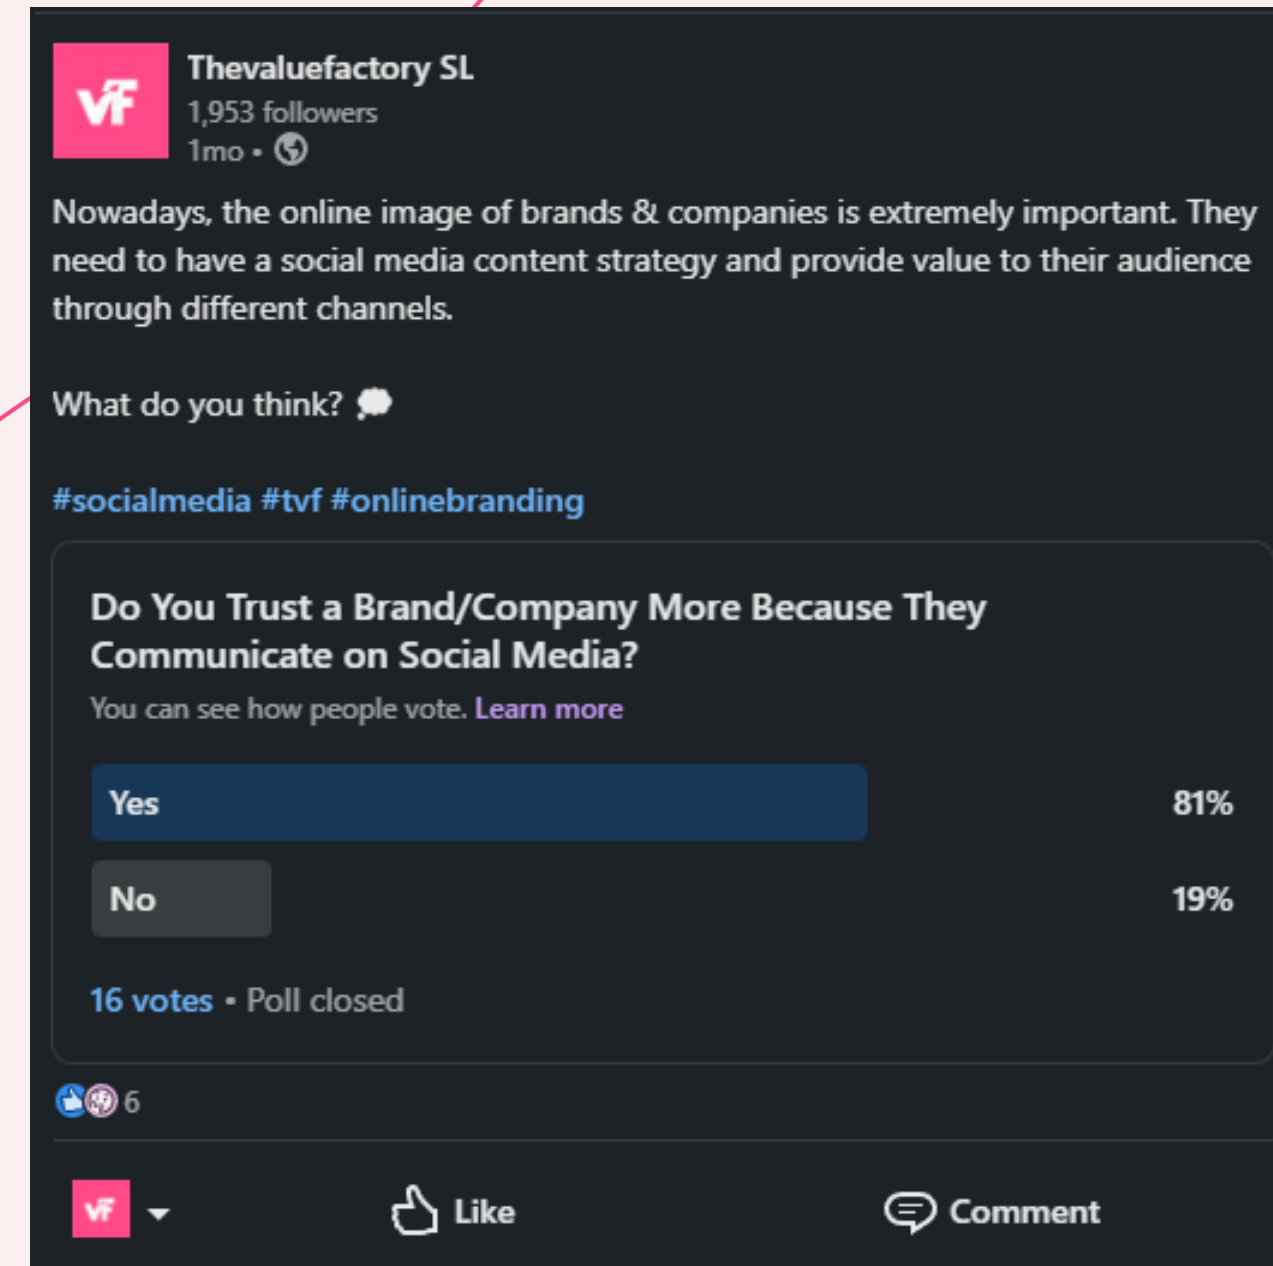 vF
Thevaluefactory SL
1,953 followers
1mo •
Nowadays, the online image of brands & companies is extremely important. They
need to have a social media content strategy and provide value to their audience
through different channels.
What do you think?
#socialmedia #tvf #onlinebranding
Do You Trust a Brand/Company More Because They
Communicate on Social Media?
You can see how people vote. Learn more
Yes 81%
No 19%
16 votes • Poll closed
6
vF Like Comment